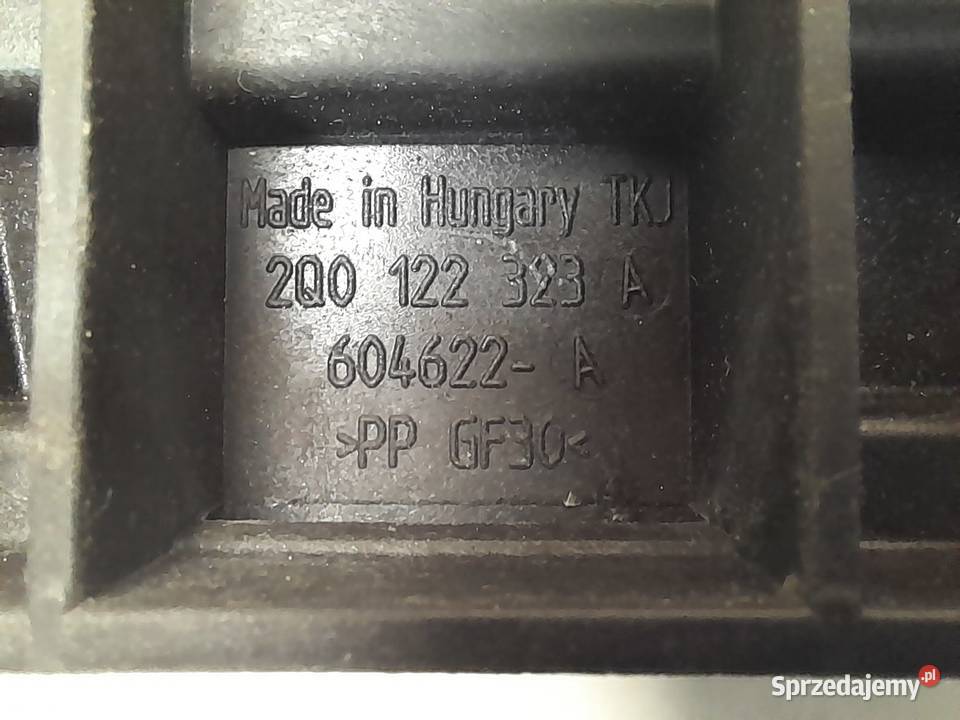 Made in Hungary TKJ
2Q0 122 323 A
604622- A
>PP GF30<
Sprzedajemy.pl